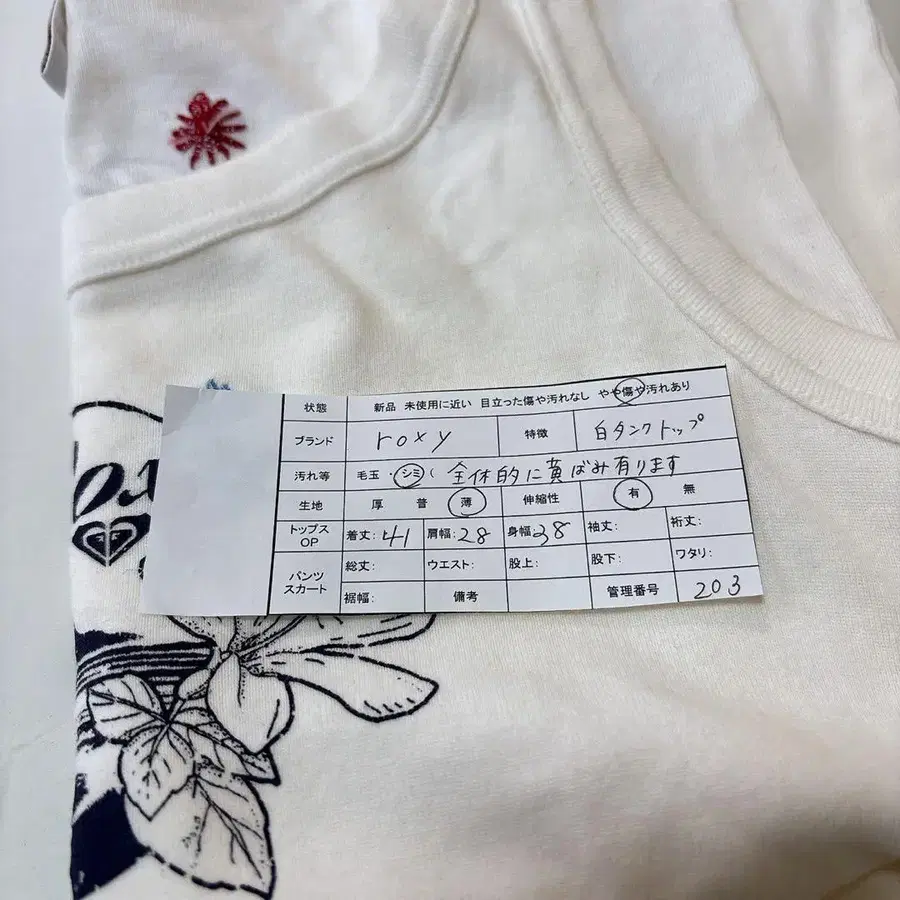 状態 新品 未使用に近い 目立った傷や汚れなし やや傷や汚れあり
ブランド roxy 特徴 白タンクトップ
汚れ等 毛玉・シミ( 全体的に黄ばみ有ります
生地 厚 普 薄 伸縮性 有 無
トップス OP 着丈:41 肩幅:28 身幅:38 袖丈: 裄丈:
パンツ スカート 総丈: ウエスト: 股上: 股下: ワタリ:
裾幅: 備考 管理番号 203